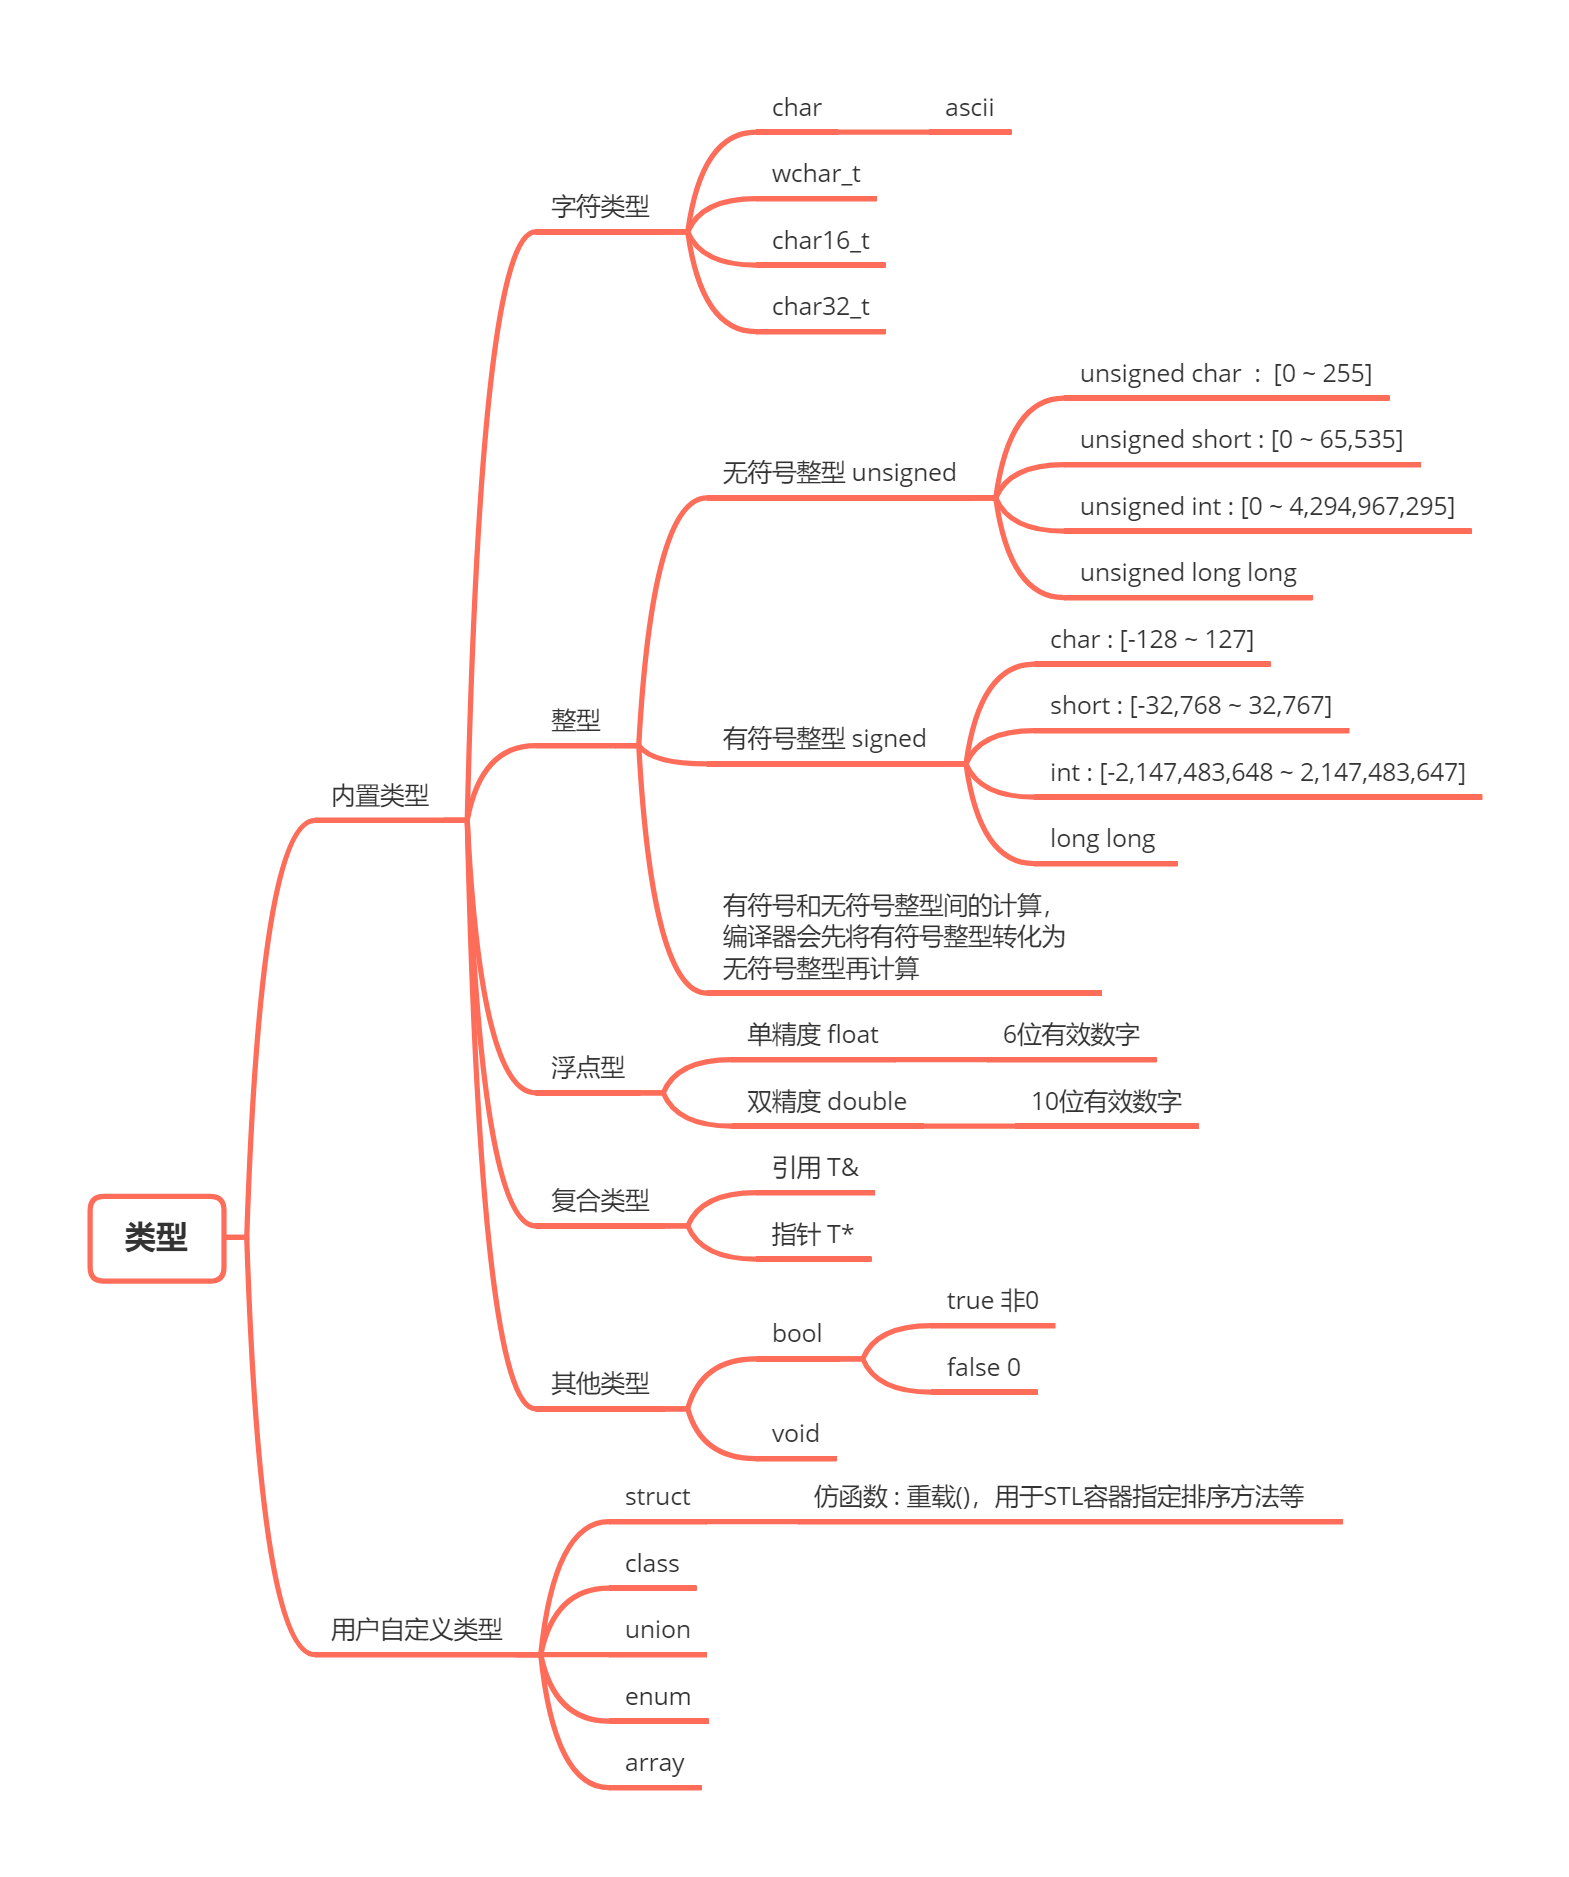 类型
内置类型
字符类型
char
ascii
wchar_t
char16_t
char32_t
整型
无符号整型 unsigned
unsigned char  :  [0 ~ 255]
unsigned short : [0 ~ 65,535]
unsigned int : [0 ~ 4,294,967,295]
unsigned long long
有符号整型 signed
char : [-128 ~ 127]
short : [-32,768 ~ 32,767]
int : [-2,147,483,648 ~ 2,147,483,647]
long long
有符号和无符号整型间的计算，
编译器会先将有符号整型转化为
无符号整型再计算
浮点型
单精度 float
6位有效数字
双精度 double
10位有效数字
复合类型
引用 T&
指针 T*
其他类型
bool
true 非0
false 0
void
用户自定义类型
struct
仿函数 : 重载()，用于STL容器指定排序方法等
class
union
enum
array